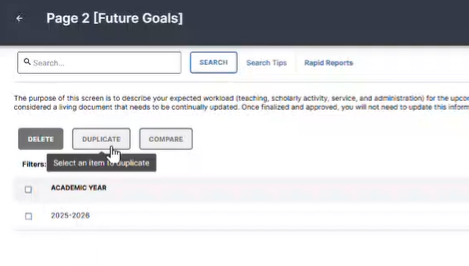 Page 2 [Future Goals]
Search...
SEARCH
Search Tips
Rapid Reports
The purpose of this screen is to describe your expected workload (teaching, scholarly activity, service, and administration) for the upco
considered a living document that needs to be continually updated. Once finalized and approved, you will not need to update this inform
DELETE
DUPLICATE
COMPARE
Filters:
Select an item to duplicate
ACADEMIC YEAR
2025-2026